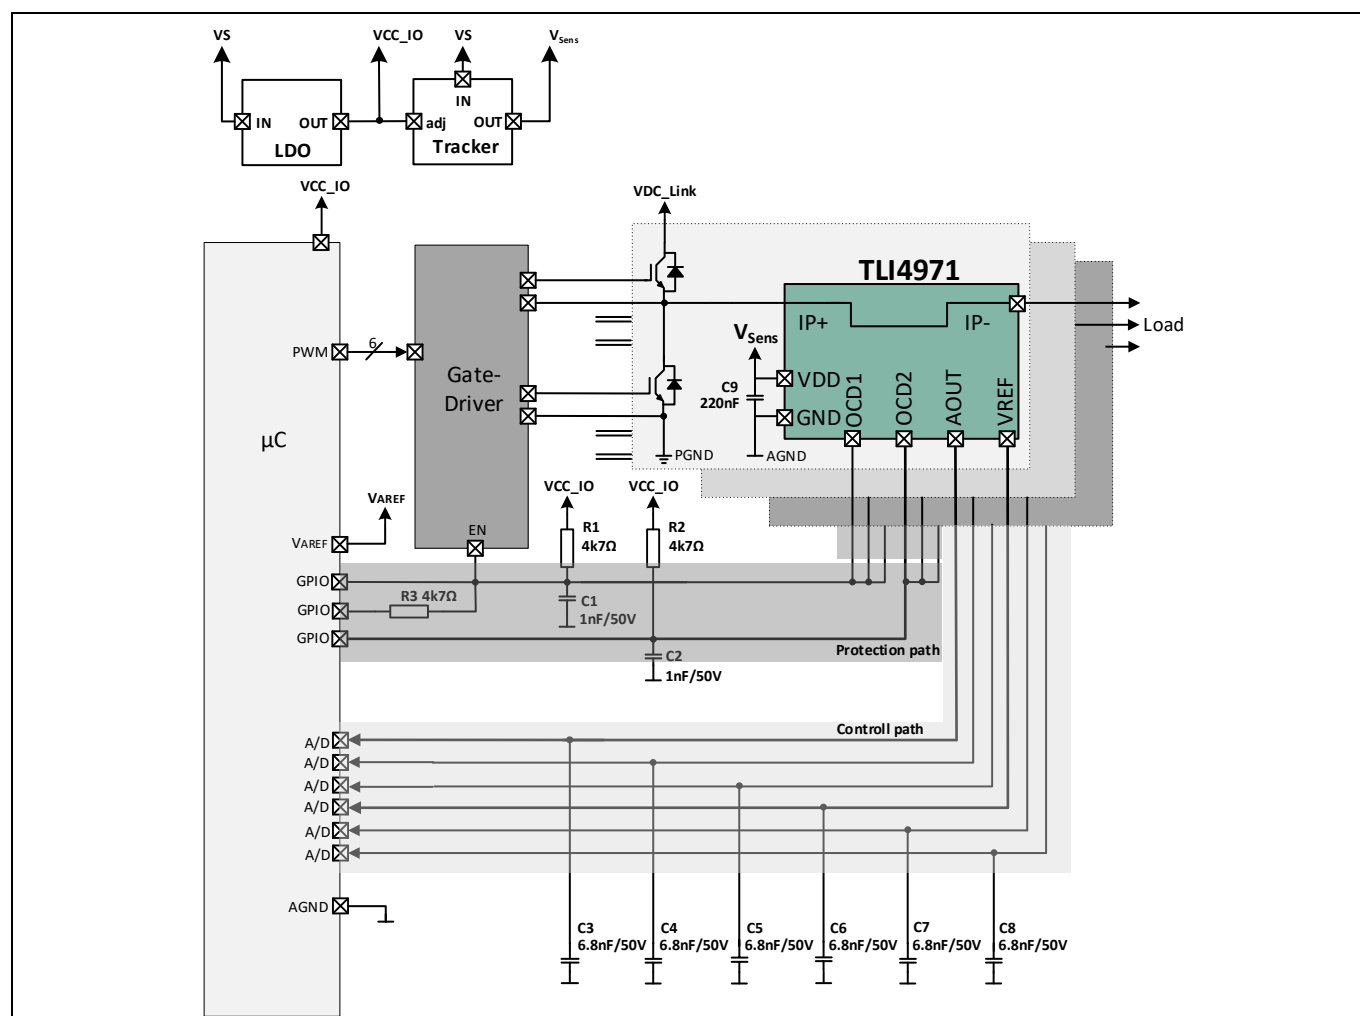 VS
VCC_IO
VS
VSens
IN
OUT
LDO
IN
adj
OUT
Tracker
VCC_IO
VDC_Link
TLI4971
IP+
IP-
Load
VSens
PWM
6
Gate-
Driver
C9
220nF
VDD
GND
OCD1
OCD2
AOUT
VREF
µC
PGND
AGND
VCC_IO
VCC_IO
VAREF
EN
R1
4k7Ω
R2
4k7Ω
VAREF
GPIO
GPIO
R3 4k7Ω
C1
1nF/50V
GPIO
Protection path
C2
1nF/50V
Controll path
A/D
A/D
A/D
A/D
A/D
A/D
AGND
C3
6.8nF/50V
C4
6.8nF/50V
C5
6.8nF/50V
C6
6.8nF/50V
C7
6.8nF/50V
C8
6.8nF/50V